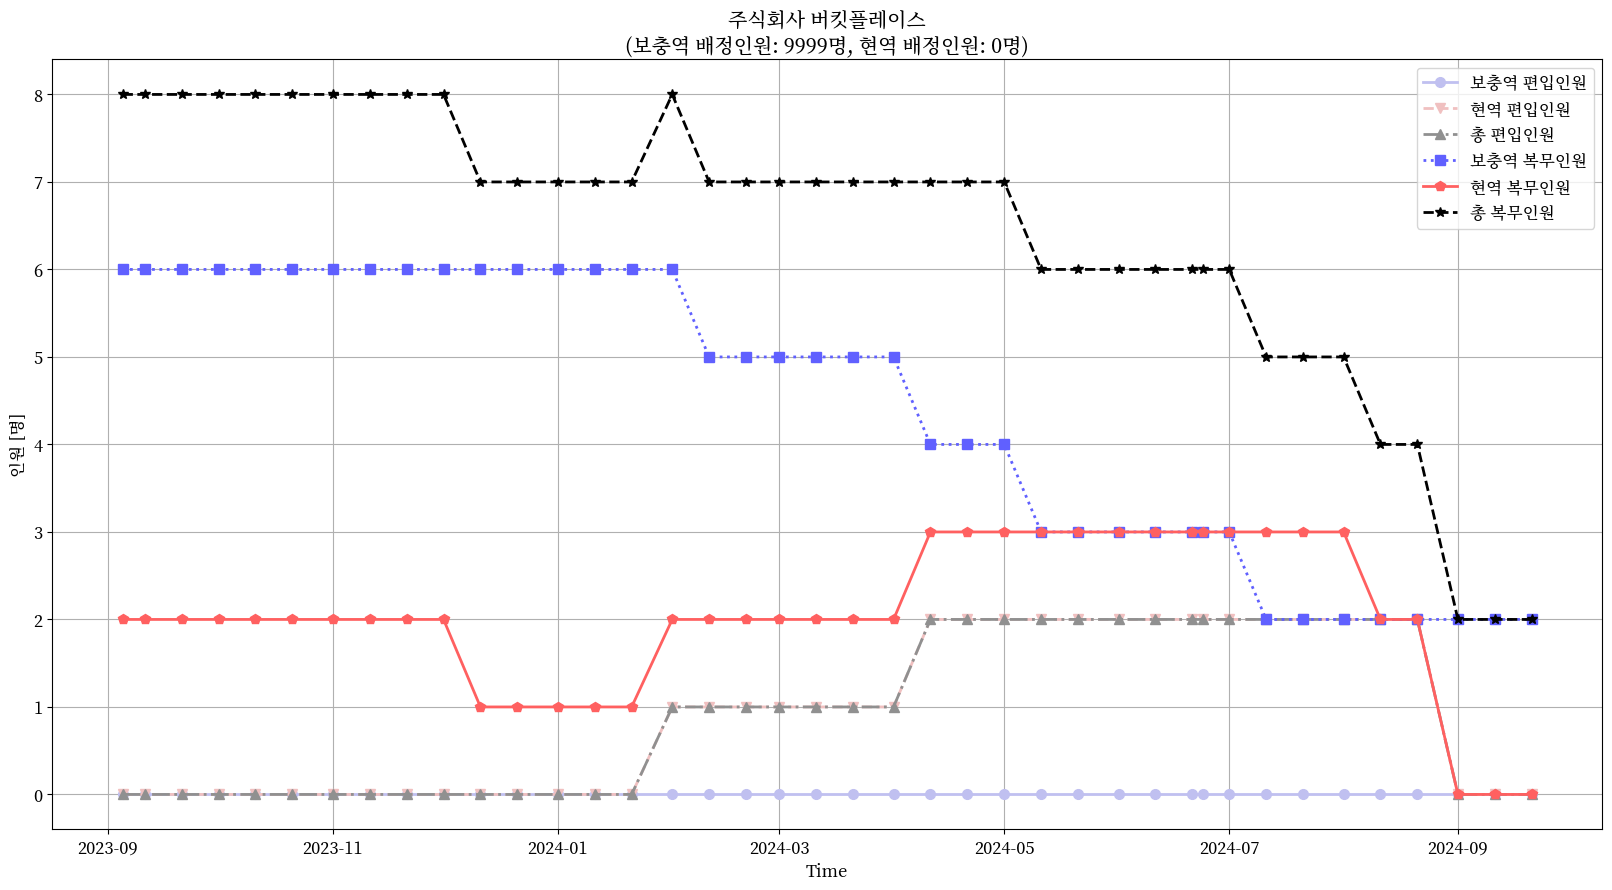 주식회사 버킷플레이스
(보충역 배정인원: 9999명, 현역 배정인원: 0명)
보충역 편입인원
현역 편입인원
총 편입인원
보충역 복무인원
현역 복무인원
총 복무인원
인원 [명]
8
7
6
5
4
3
2
1
0
2023-09
2023-11
2024-01
2024-03
2024-05
2024-07
2024-09
Time